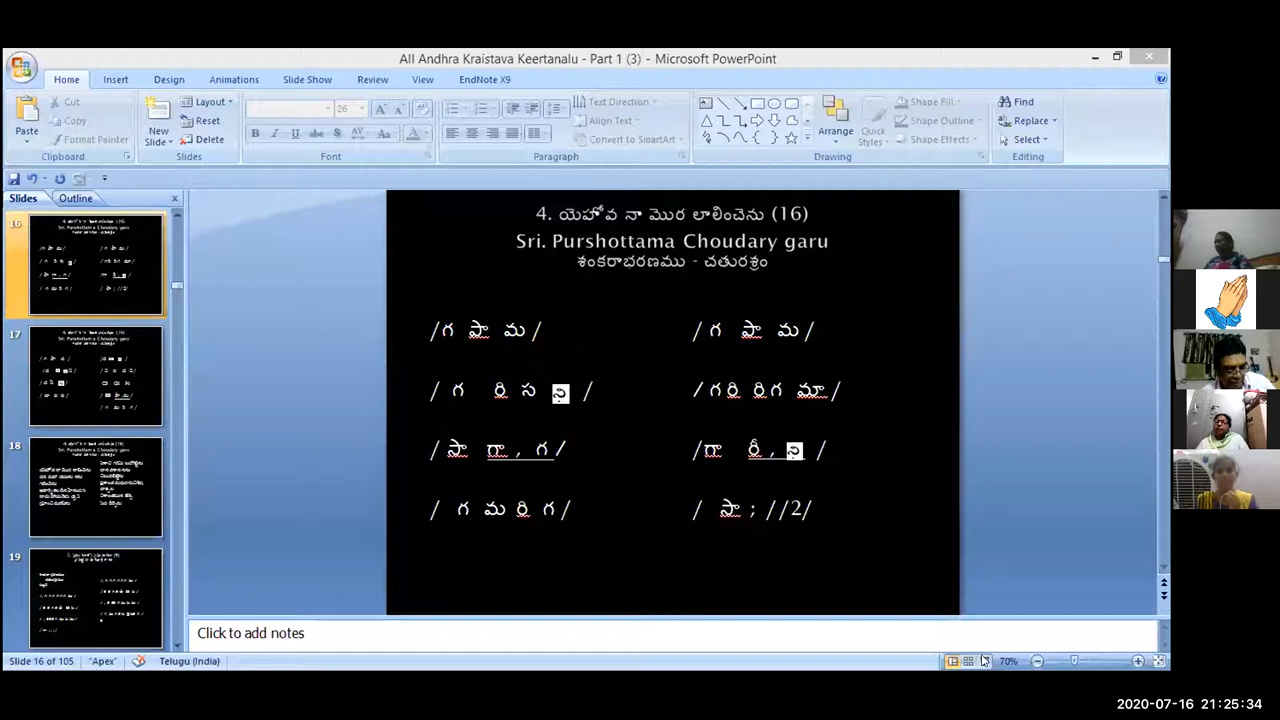 All Andhra Kraistava Keertanalu - Part 1 (3) - Microsoft PowerPoint
Home Insert Design Animations Slide Show Review View EndNote X9
Cut Layout 26 Text Direction Shape Fill Find
Paste Copy New Slide Reset Align Text Arrange Quick Styles Shape Outline Replace
Format Painter Delete Convert to SmartArt Shape Effects Select
Clipboard Slides Font Paragraph Drawing Editing
Slides Outline
16
17
18
19
4. యెహోవ నా మొర లాలించెను (16)
Sri. Purshottama Choudary garu
శంకరాభరణము - చతురశ్రం
/గ పా మ/ / గ పా మ/
/ గ రి స ని / /గరి రిగ మా/
/ పా గా , గ/ /గా రీ , ని /
/ గ మ రి గ/ / సా ; //2/
Click to add notes
Slide 16 of 105 "Apex" Telugu (India) 70%
2020-07-16 21:25:34